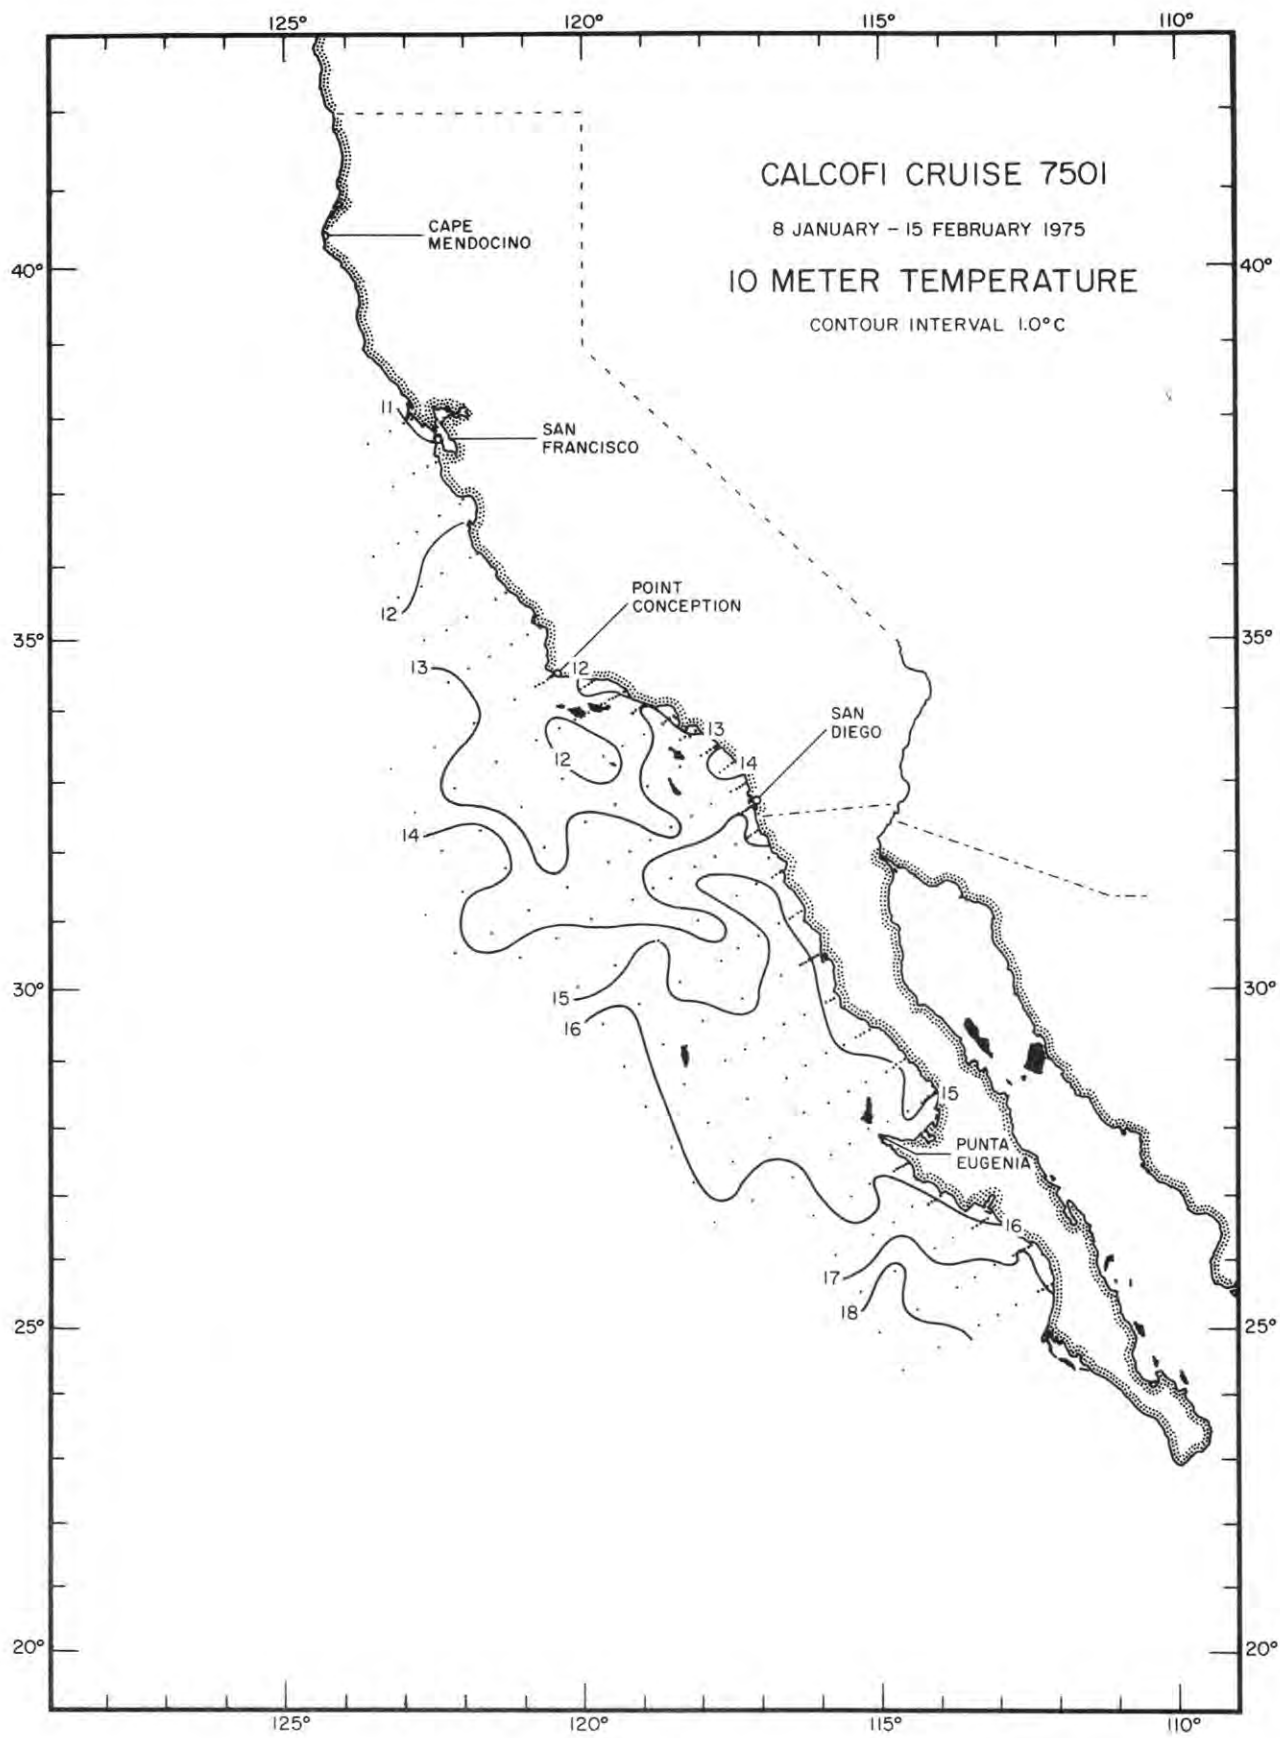 125° 120° 115° 110°
CALCOFI CRUISE 7501
8 JANUARY – 15 FEBRUARY 1975
10 METER TEMPERATURE
CONTOUR INTERVAL 1.0°C
CAPE
MENDOCINO
40° 40°
11
SAN
FRANCISCO
12
POINT
CONCEPTION
35° 35°
13
12
SAN
DIEGO
13
12
14
14
30° 30°
15
16
15
PUNTA
EUGENIA
16
17
18
25° 25°
20° 20°
125° 120° 115° 110°